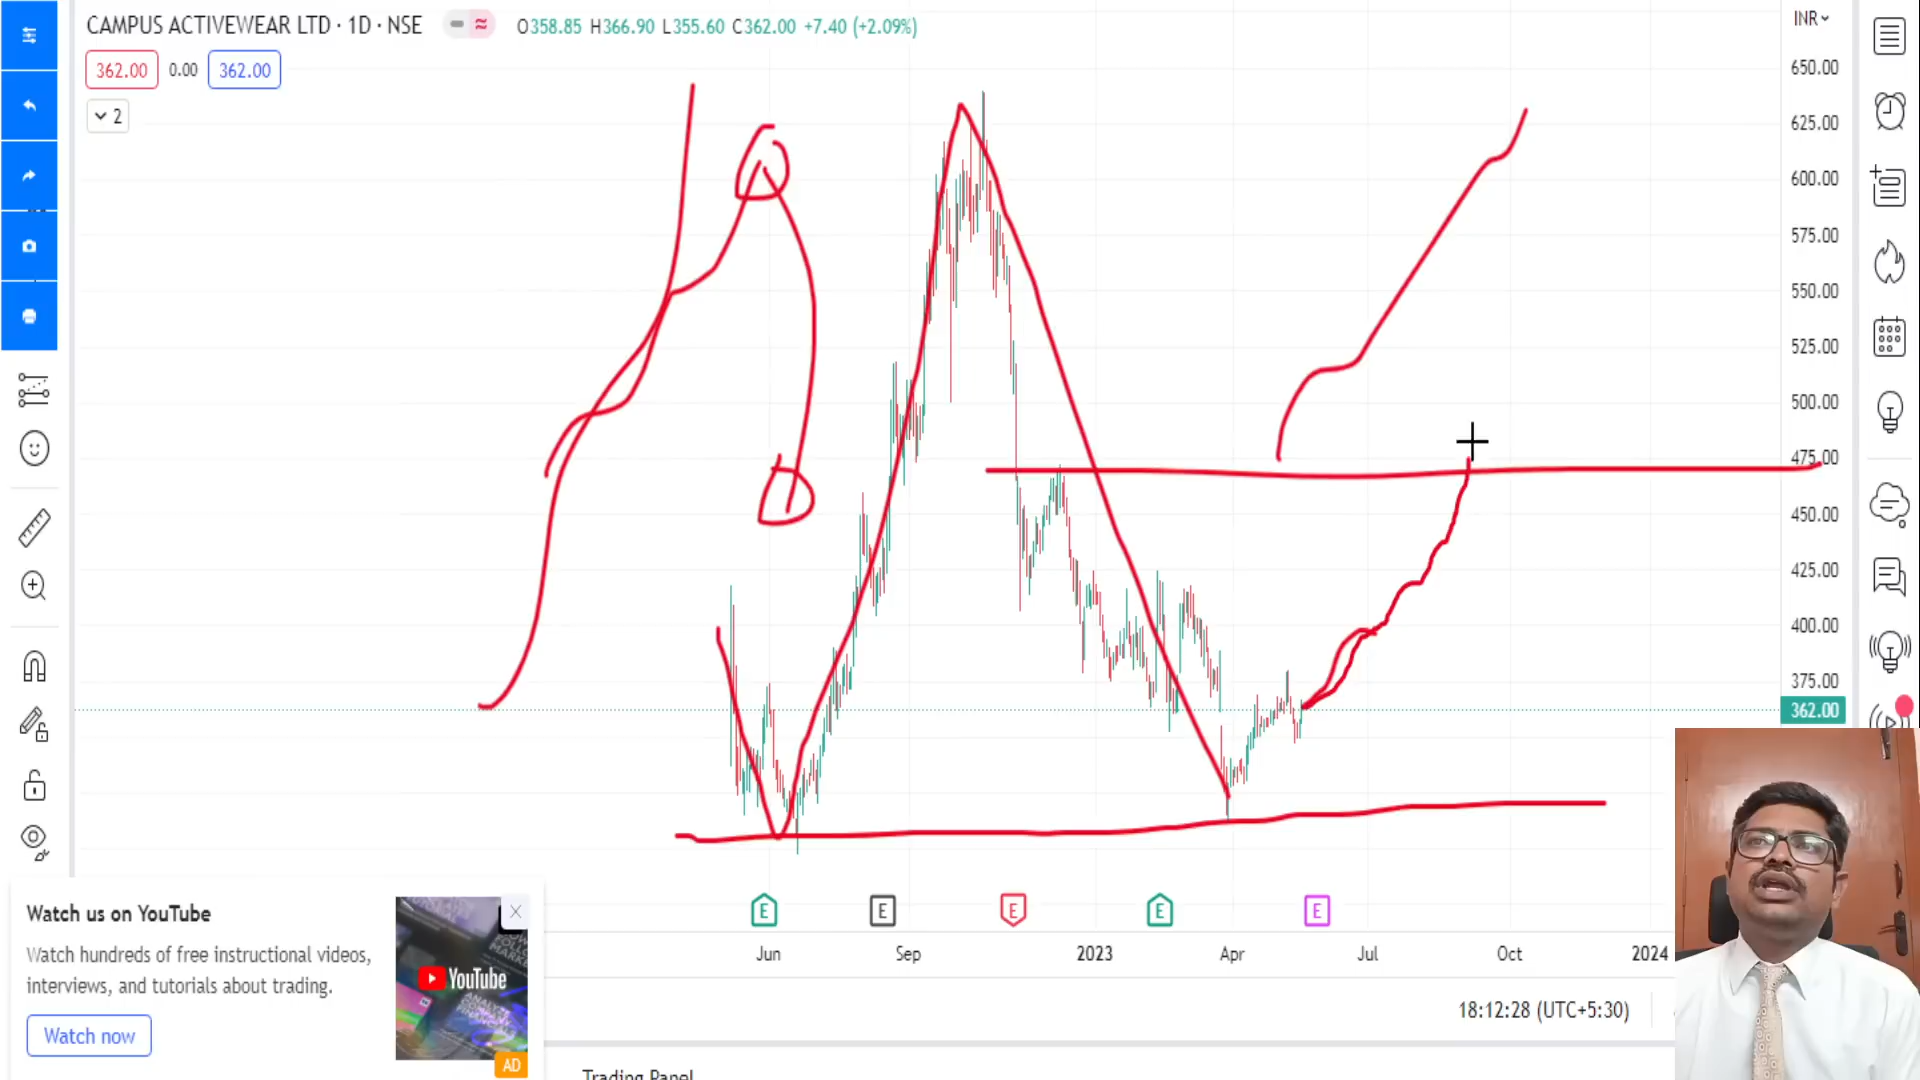 CAMPUS ACTIVEWEAR LTD · 1D · NSE
O358.85 H366.90 L355.60 C362.00 +7.40 (+2.09%)
INR
362.00 0.00 362.00
2
650.00
625.00
600.00
575.00
550.00
525.00
500.00
475.00
450.00
425.00
400.00
375.00
362.00
E E E E E
Jun Sep 2023 Apr Jul Oct 2024
Watch us on YouTube
Watch hundreds of free instructional videos,
interviews, and tutorials about trading.
Watch now
YouTube
AD
18:12:28 (UTC+5:30)
Trading Panel